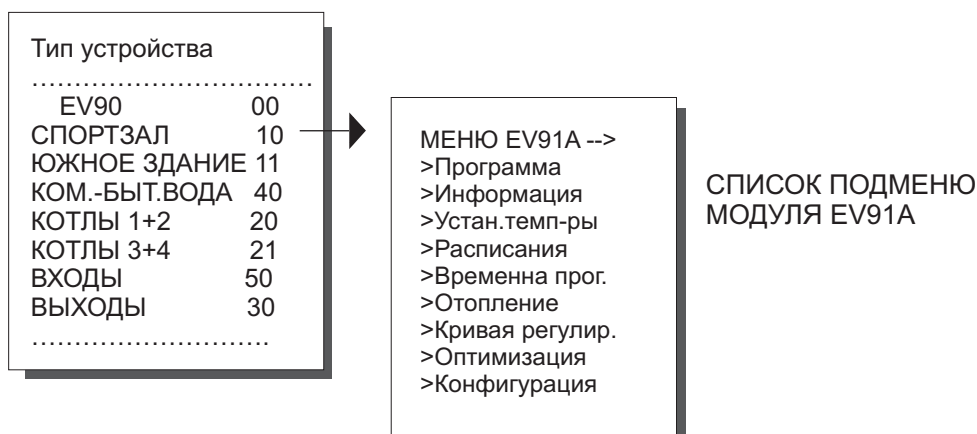 Тип устройства
……………………………
EV90 00
СПОРТЗАЛ 10
ЮЖНОЕ ЗДАНИЕ 11
КОМ.-БЫТ.ВОДА 40
КОТЛЫ 1+2 20
КОТЛЫ 3+4 21
ВХОДЫ 50
ВЫХОДЫ 30
……………………….
МЕНЮ EV91A -->
>Программа
>Информация
>Устан.темп-ры
>Расписания
>Временна прог.
>Отопление
>Кривая регулир.
>Оптимизация
>Конфигурация
СПИСОК ПОДМЕНЮ
МОДУЛЯ EV91A